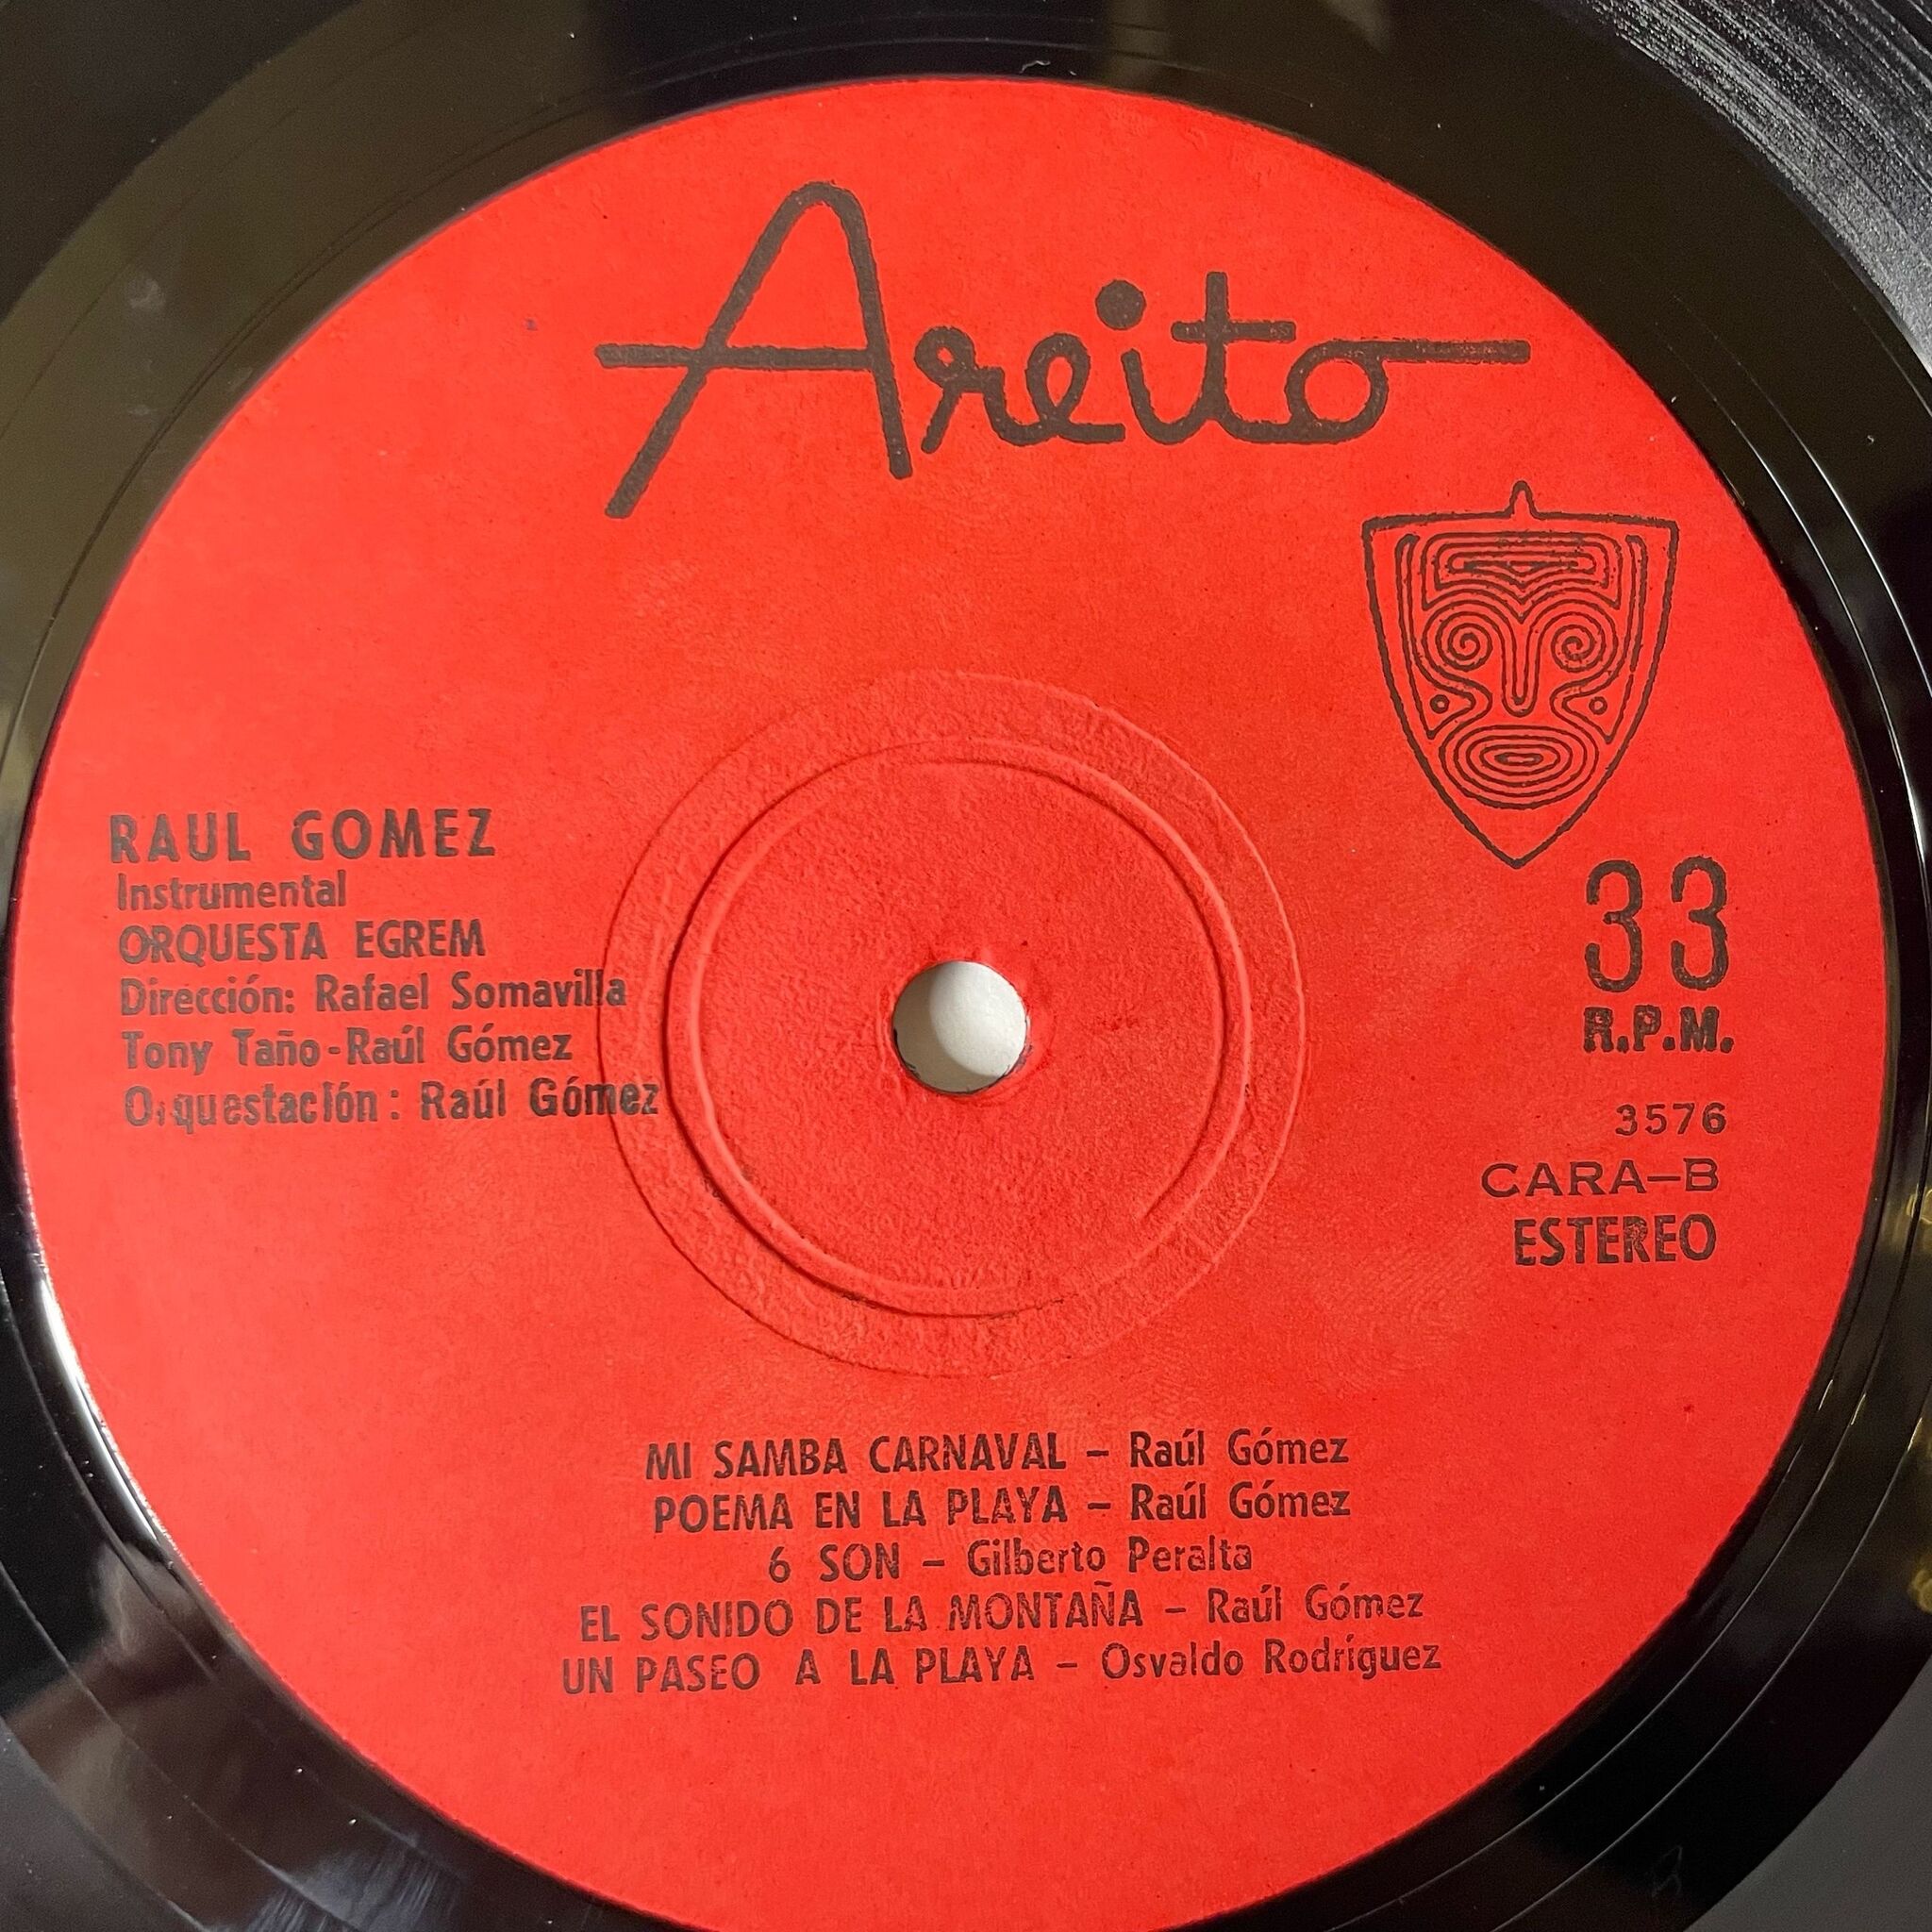 Areito
RAUL GOMEZ
Instrumental
ORQUESTA EGREM
Dirección: Rafael Somavilla
Tony Taño-Raúl Gómez
Orquestación: Raúl Gómez
33
R.P.M.
3576
CARA-B
ESTEREO
MI SAMBA CARNAVAL - Raúl Gómez
POEMA EN LA PLAYA - Raúl Gómez
6 SON - Gilberto Peralta
EL SONIDO DE LA MONTAÑA - Raúl Gómez
UN PASEO A LA PLAYA - Osvaldo Rodríguez